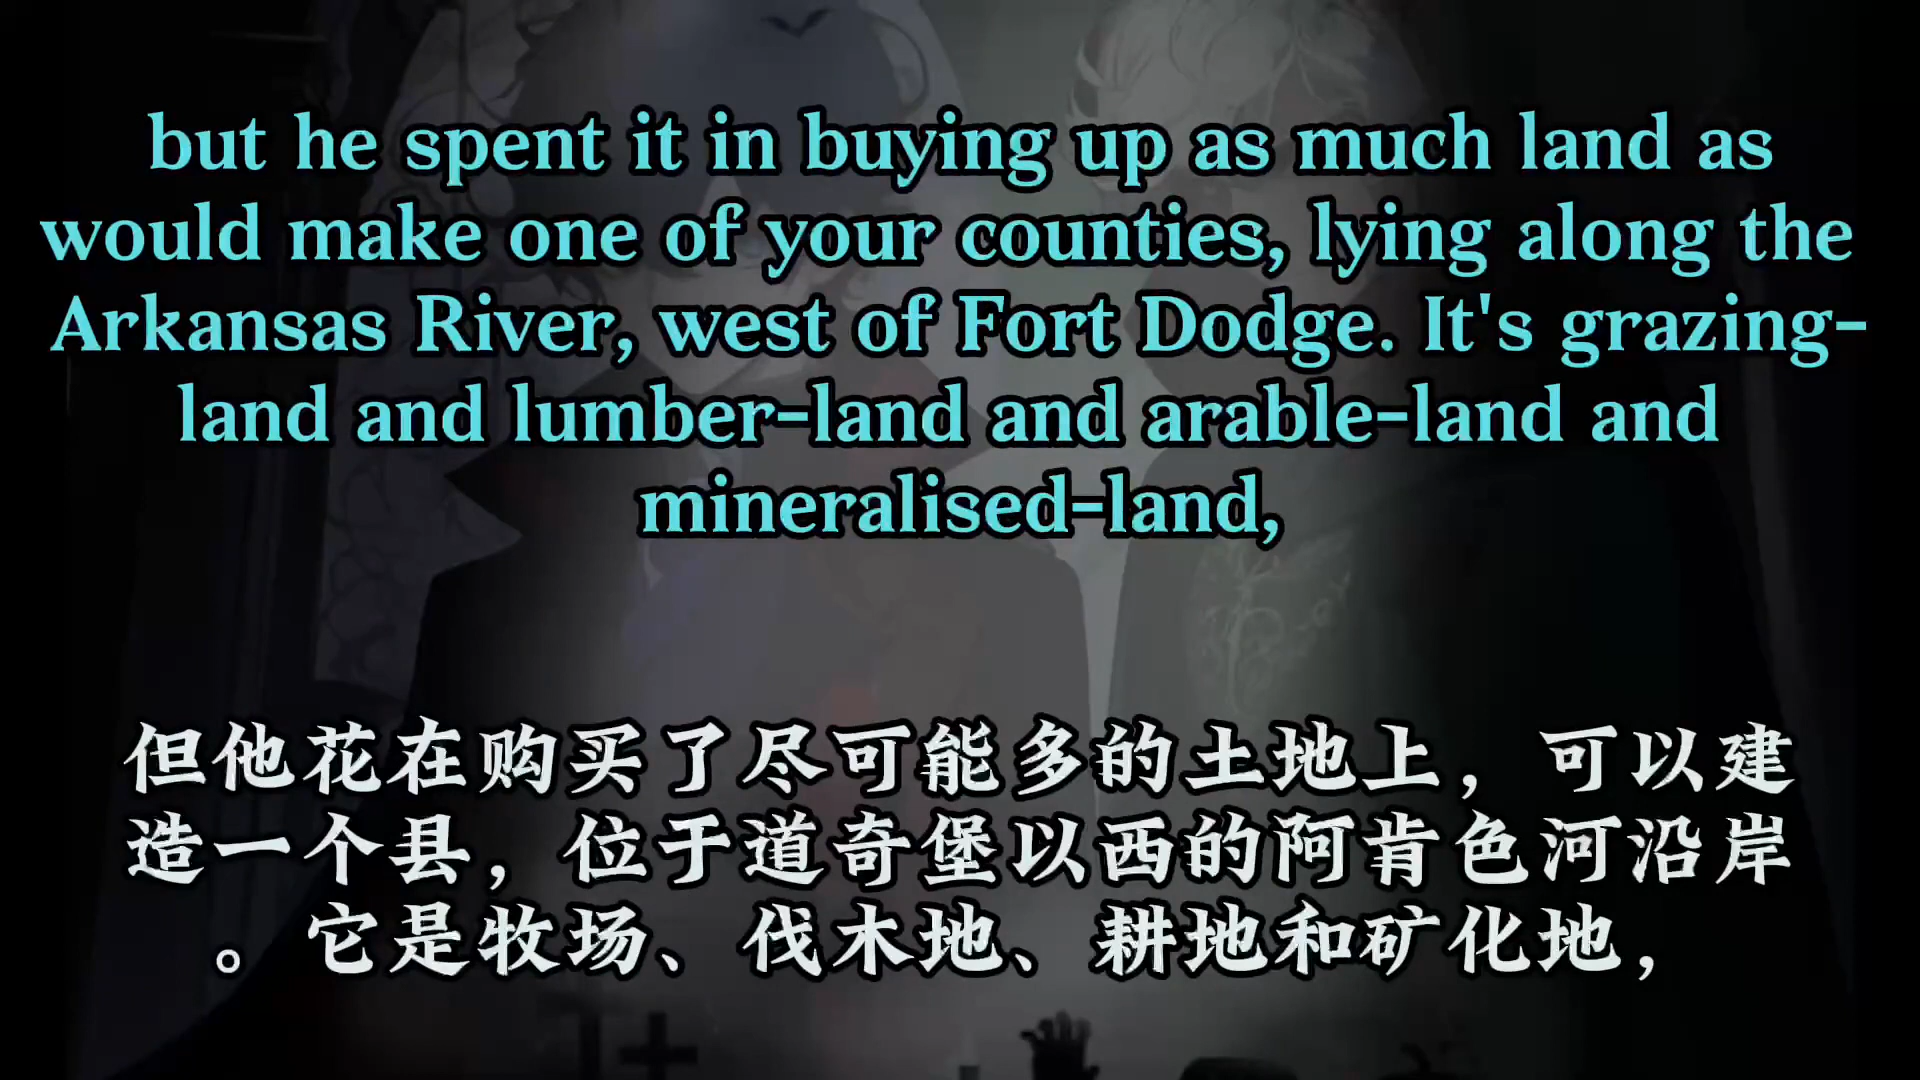 but he spent it in buying up as much land as
would make one of your counties, lying along the
Arkansas River, west of Fort Dodge. It's grazing-
land and lumber-land and arable-land and
mineralised-land,
但他花在购买了尽可能多的土地上，可以建
造一个县，位于道奇堡以西的阿肯色河沿岸
。它是牧场、伐木地、耕地和矿化地，